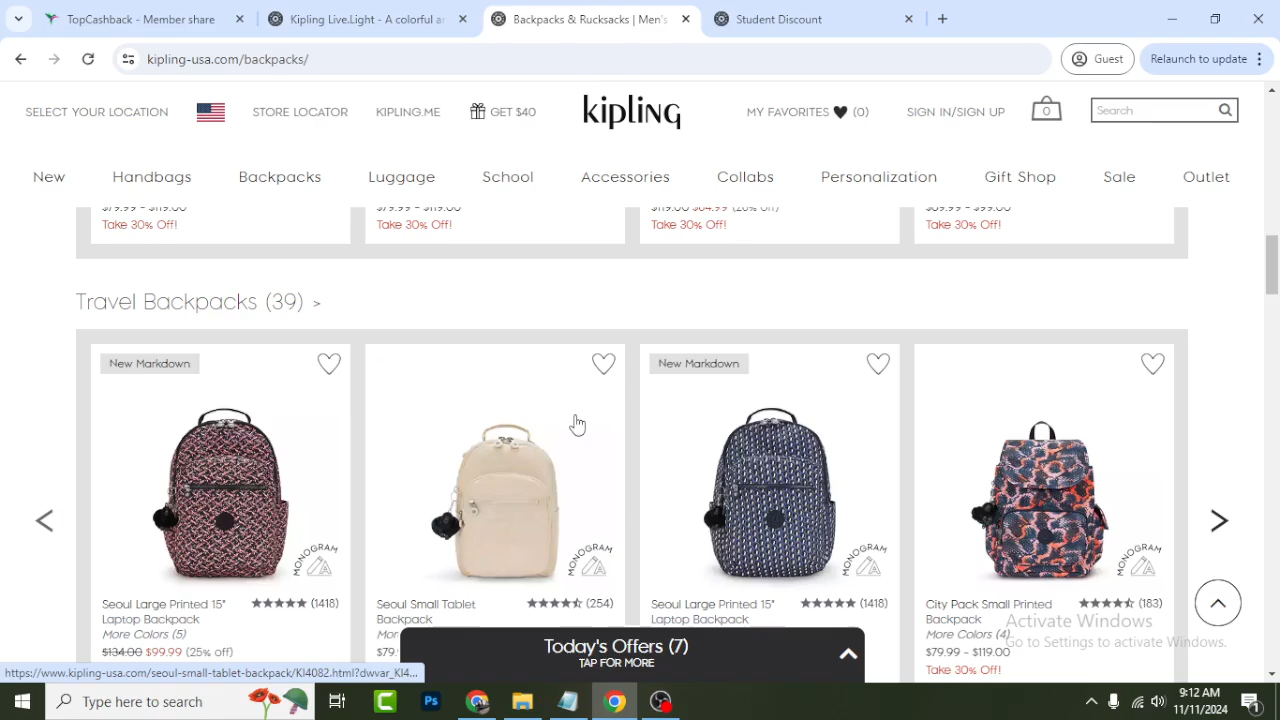 TopCashback - Member share
Kipling Live.Light - A colorful ar
Backpacks & Rucksacks | Men's
Student Discount
kipling-usa.com/backpacks/
Guest
Relaunch to update
SELECT YOUR LOCATION
STORE LOCATOR
KIPLING.ME
GET $40
kipling
MY FAVORITES (0)
SIGN IN/SIGN UP
0
Search
New
Handbags
Backpacks
Luggage
School
Accessories
Collabs
Personalization
Gift Shop
Sale
Outlet
$79.99 - $119.00
$79.99 - $119.00
$119.00 $84.99 (28% off)
$69.99 - $99.00
Take 30% Off!
Take 30% Off!
Take 30% Off!
Take 30% Off!
Travel Backpacks (39) >
New Markdown
New Markdown
MONOGRAM
MONOGRAM
MONOGRAM
MONOGRAM
Seoul Large Printed 15" (1418)
Laptop Backpack
More Colors (5)
$134.00 $99.99 (25% off)
Seoul Small Tablet (254)
Backpack
Mor
$79.
Seoul Large Printed 15" (1418)
Laptop Backpack
City Pack Small Printed (183)
Backpack
More Colors (4)
$79.99 - $119.00
Take 30% Off!
Today's Offers (7)
TAP FOR MORE
Activate Windows
Go to Settings to activate Windows.
https://www.kipling-usa.com/seoul-small-tablet-backpack/KI4082.html?dwvar_KI4...
Type here to search
Ps
9:12 AM
11/11/2024
1